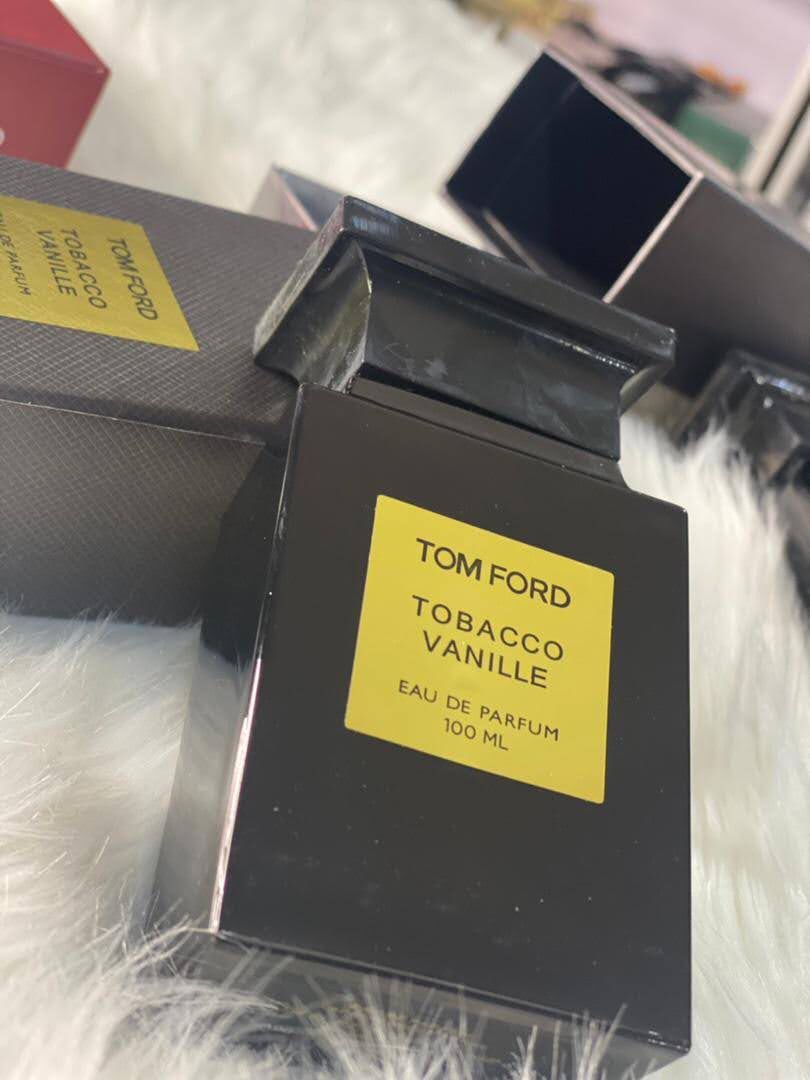 TOM FORD
TOBACCO
VANILLE
EAU DE PARFUM
TOM FORD
TOBACCO
VANILLE
EAU DE PARFUM
100 ML